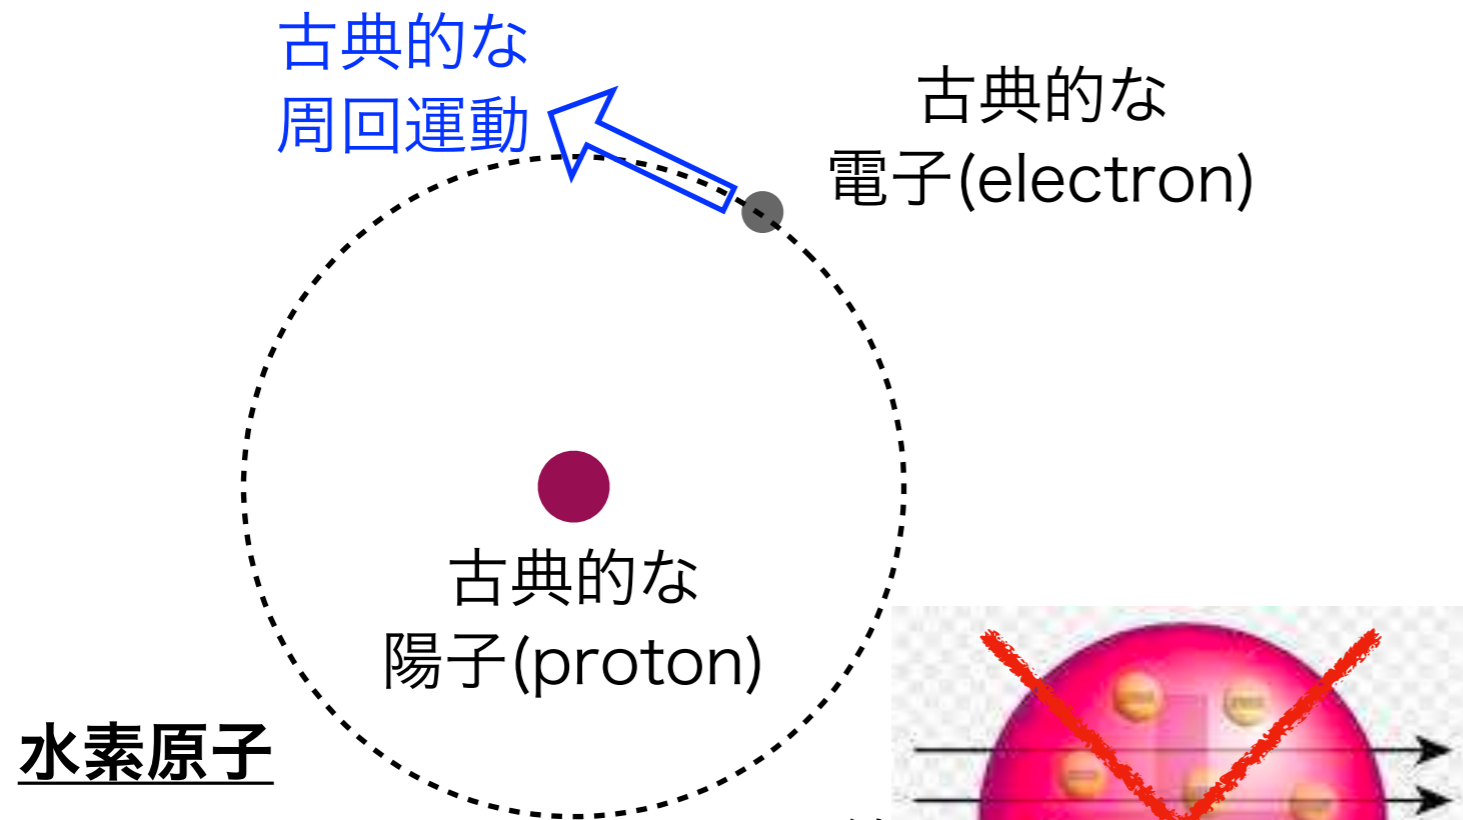 古典的な
周回運動
古典的な
電子(electron)
古典的な
陽子(proton)
水素原子